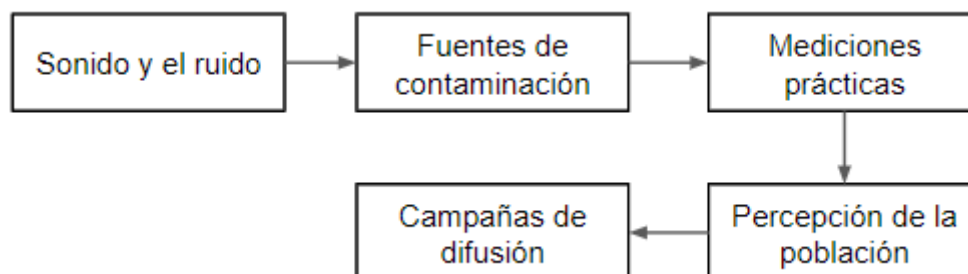 Sonido y el ruido
Fuentes de
contaminación
Mediciones
prácticas
Percepción de la
población
Campañas de
difusión